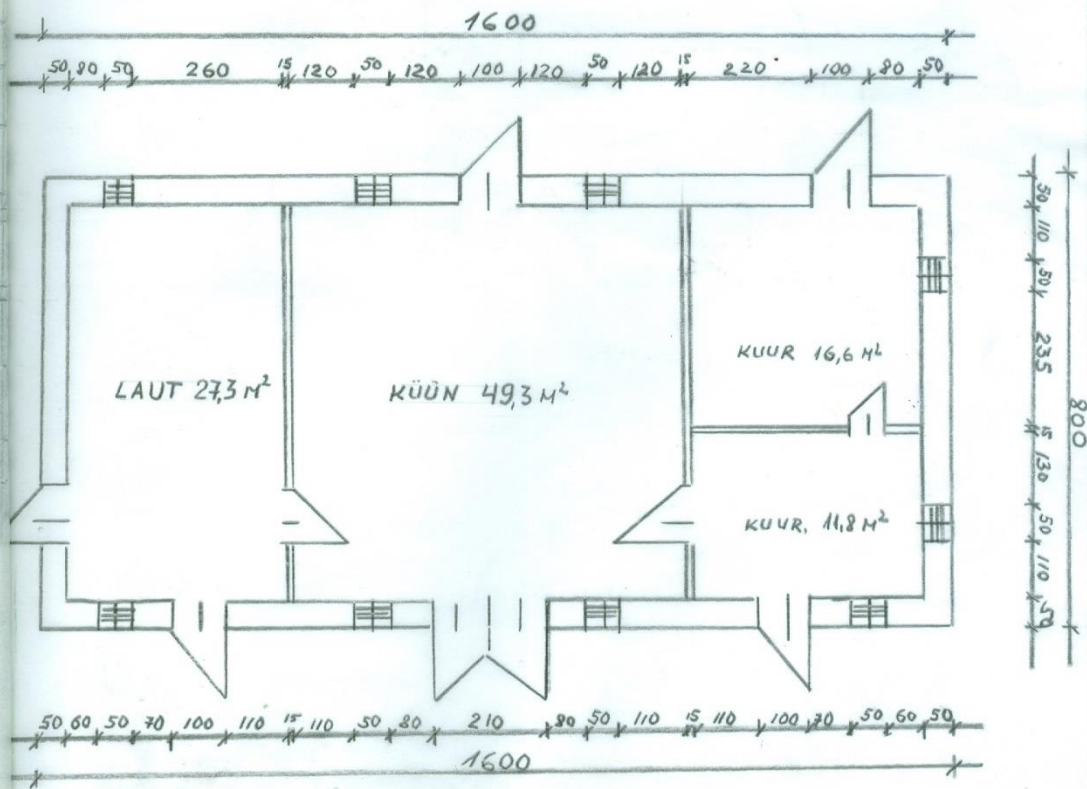 1600
50 80 50 260 15 120 50 120 100 120 50 120 15 220 100 80 50
50 110 50 235 15 130 50 110 50
800
KUUR 16,6 M²
LAUT 27,3 M²
KÜÜN 49,3 M²
KUUR, 11,8 M²
50 60 50 70 100 110 15 110 50 80 210 80 50 110 15 110 100 70 50 60 50
1600